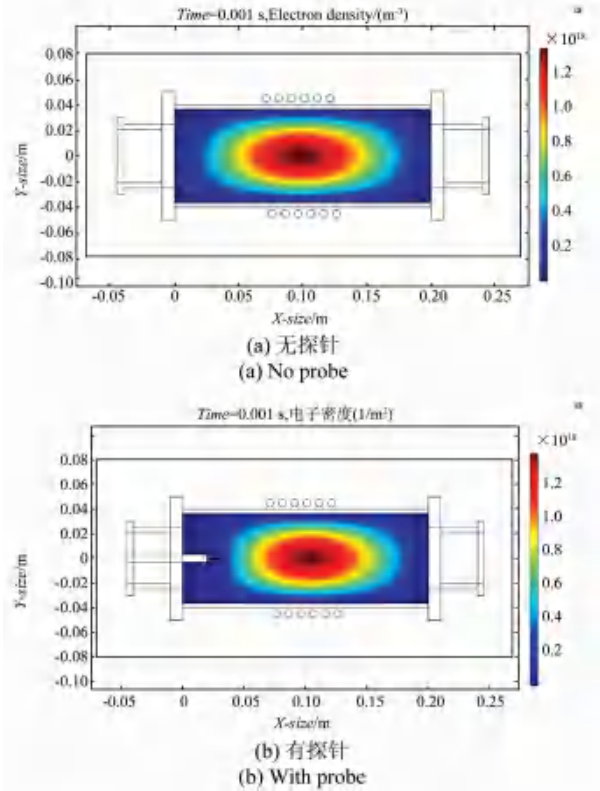 Time=0.001 s,Electron density/(m⁻³)
×10¹⁸
0.08
0.06
0.04
0.02
0
-0.02
-0.04
-0.06
-0.08
-0.10
Y-size/m
1.2
1.0
0.8
0.6
0.4
0.2
-0.05 0 0.05 0.10 0.15 0.20 0.25
X-size/m
(a) 无探针
(a) No probe
Time=0.001 s,电子密度(1/m³)
×10¹⁸
0.08
0.06
0.04
0.02
0
-0.02
-0.04
-0.06
-0.08
-0.10
Y-size/m
1.2
1.0
0.8
0.6
0.4
0.2
-0.05 0 0.05 0.10 0.15 0.20 0.25
X-size/m
(b) 有探针
(b) With probe